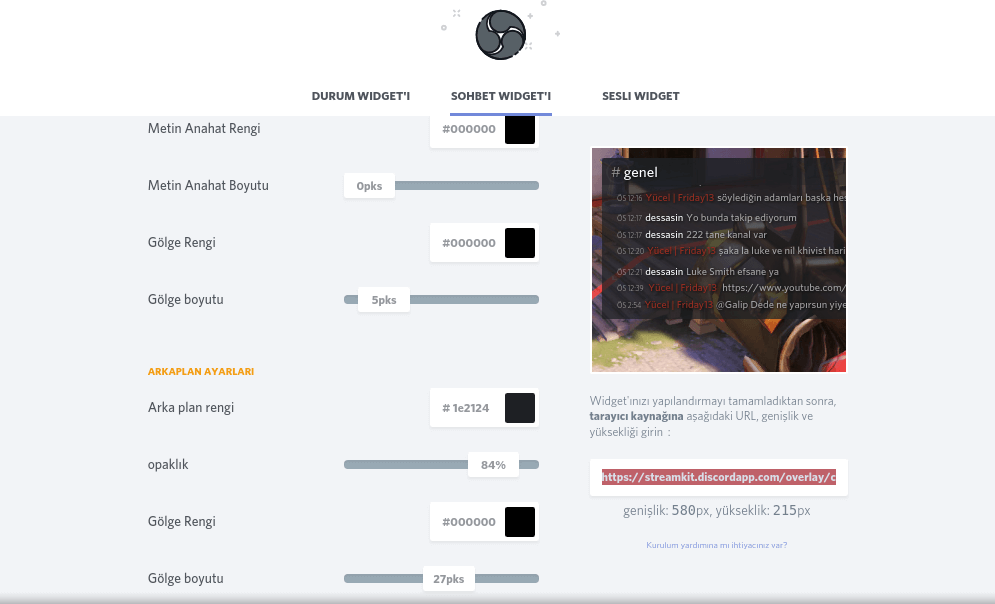 DURUM WIDGET'I
SOHBET WIDGET'I
SESLI WIDGET
Metin Anahat Rengi
#000000
Metin Anahat Boyutu
0pks
Gölge Rengi
#000000
Gölge boyutu
5pks
ARKAPLAN AYARLARI
Arka plan rengi
# 1e2124
opaklık
84%
Gölge Rengi
#000000
Gölge boyutu
27pks
# genel
ÖS 12:16 Yücel | Friday13 söylediğin adamları başka hes
ÖS 12:17 dessasin Yo bunda takip ediyorum
ÖS 12:17 dessasin 222 tane kanal var
ÖS 12:20 Yücel | Friday13 şaka la luke ve nil khivist hari
ÖS 12:21 dessasin Luke Smith efsane ya
ÖS 12:39 Yücel | Friday13 https://www.youtube.com/
ÖS 2:54 Yücel | Friday13 @Galip Dede ne yapırsun yiye
Widget'ınızı yapılandırmayı tamamladıktan sonra,
tarayıcı kaynağına aşağıdaki URL, genişlik ve
yüksekliği girin :
https://streamkit.discordapp.com/overlay/c
genişlik: 580px, yükseklik: 215px
Kurulum yardımına mı ihtiyacınız var?